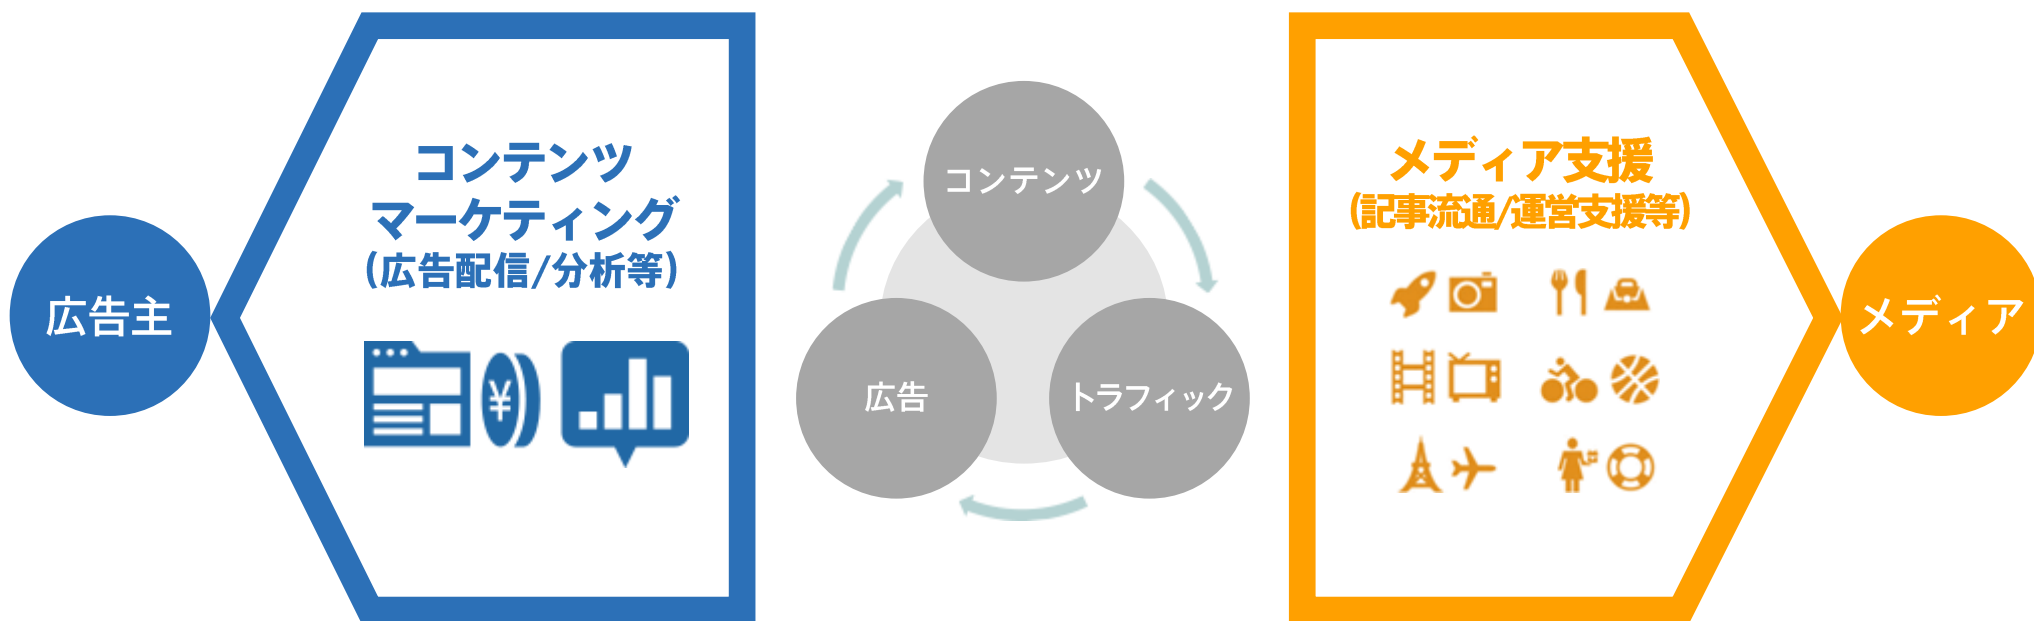 広告主
コンテンツ
マーケティング
(広告配信/分析等)
¥
コンテンツ
広告
トラフィック
メディア支援
(記事流通/運営支援等)
メディア